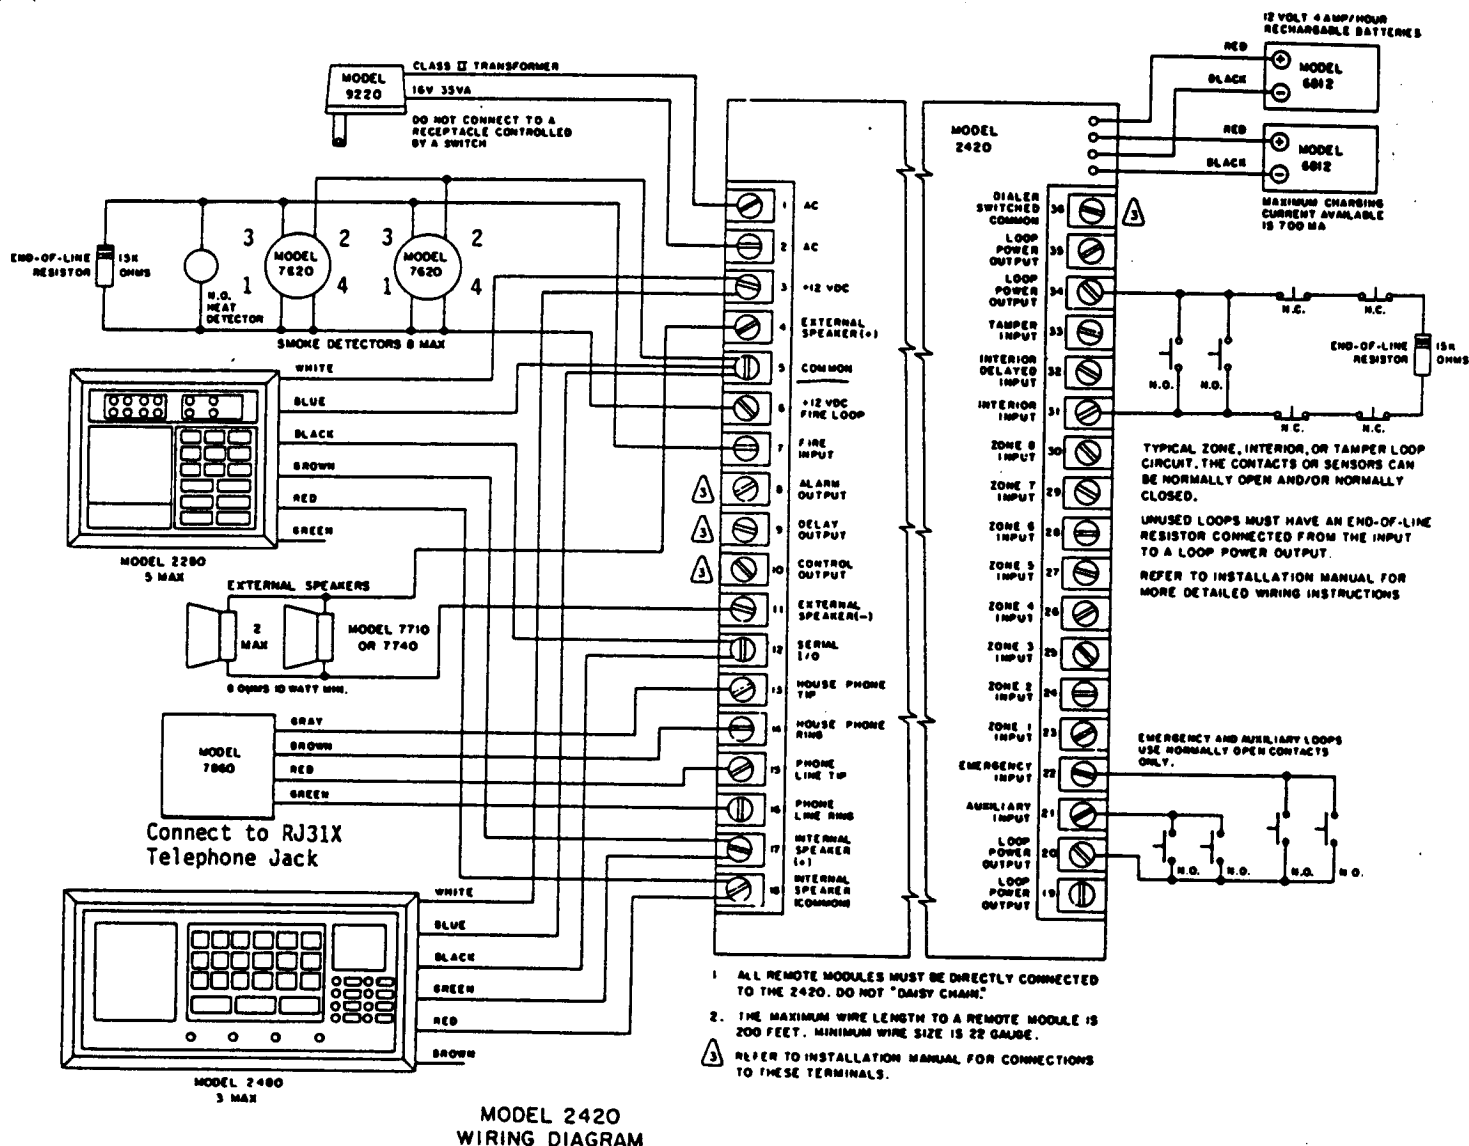 12 VOLT 4 AMP/HOUR
RECHARGABLE BATTERIES
RED
BLACK
MODEL
6812
RED
BLACK
MODEL
6812
MAXIMUM CHARGING
CURRENT AVAILABLE
IS 700 MA
MODEL
9220
CLASS II TRANSFORMER
16V 35VA
DO NOT CONNECT TO A
RECEPTACLE CONTROLLED
BY A SWITCH
END-OF-LINE
RESISTOR
15K
OHMS
N.O.
HEAT
DETECTOR
3
2
1
4
MODEL
7620
3
2
1
4
MODEL
7620
SMOKE DETECTORS 8 MAX
WHITE
BLUE
BLACK
BROWN
RED
GREEN
MODEL 2280
5 MAX
EXTERNAL SPEAKERS
2
MAX
MODEL 7710
OR 7740
8 OHMS 10 WATT MIN.
GRAY
BROWN
RED
GREEN
MODEL
7860
Connect to RJ31X
Telephone Jack
WHITE
BLUE
BLACK
GREEN
RED
BROWN
MODEL 2480
3 MAX
1 AC
2 AC
3 +12 VDC
4 EXTERNAL
SPEAKER(+)
5 COMMON
6 +12 VDC
FIRE LOOP
7 FIRE
INPUT
3
8 ALARM
OUTPUT
3
9 DELAY
OUTPUT
3
10 CONTROL
OUTPUT
11 EXTERNAL
SPEAKER(-)
12 SERIAL
I/O
13 HOUSE PHONE
TIP
14 HOUSE PHONE
RING
15 PHONE
LINE TIP
16 PHONE
LINE RING
17 INTERNAL
SPEAKER
(+)
18 INTERNAL
SPEAKER
(COMMON)
MODEL
2420
DIALER
SWITCHED
COMMON 36
3
LOOP
POWER
OUTPUT 35
LOOP
POWER
OUTPUT 34
TAMPER
INPUT 33
INTERIOR
DELAYED
INPUT 32
INTERIOR
INPUT 31
ZONE 8
INPUT 30
ZONE 7
INPUT 29
ZONE 6
INPUT 28
ZONE 5
INPUT 27
ZONE 4
INPUT 26
ZONE 3
INPUT 25
ZONE 2
INPUT 24
ZONE 1
INPUT 23
EMERGENCY
INPUT 22
AUXILIARY
INPUT 21
LOOP
POWER
OUTPUT 20
LOOP
POWER
OUTPUT 19
N.C.
N.C.
N.O.
N.O.
N.C.
N.C.
END-OF-LINE
RESISTOR
15K
OHMS
TYPICAL ZONE, INTERIOR, OR TAMPER LOOP
CIRCUIT. THE CONTACTS OR SENSORS CAN
BE NORMALLY OPEN AND/OR NORMALLY
CLOSED.
UNUSED LOOPS MUST HAVE AN END-OF-LINE
RESISTOR CONNECTED FROM THE INPUT
TO A LOOP POWER OUTPUT.
REFER TO INSTALLATION MANUAL FOR
MORE DETAILED WIRING INSTRUCTIONS
EMERGENCY AND AUXILIARY LOOPS
USE NORMALLY OPEN CONTACTS
ONLY.
N.O.
N.O.
N.O.
N O.
1 ALL REMOTE MODULES MUST BE DIRECTLY CONNECTED
TO THE 2420. DO NOT "DAISY CHAIN."
2. THE MAXIMUM WIRE LENGTH TO A REMOTE MODULE IS
200 FEET. MINIMUM WIRE SIZE IS 22 GAUGE.
3 REFER TO INSTALLATION MANUAL FOR CONNECTIONS
TO THESE TERMINALS.
MODEL 2420
WIRING DIAGRAM